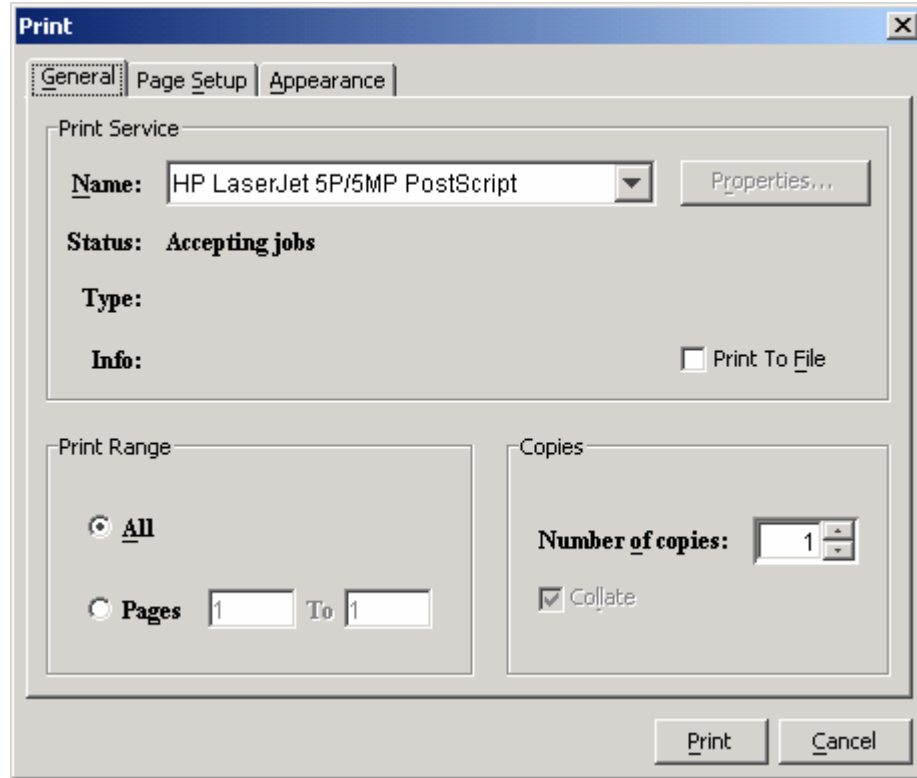 Print
General Page Setup Appearance
Print Service
Name: HP LaserJet 5P/5MP PostScript Properties...
Status: Accepting jobs
Type:
Info: Print To File
Print Range
All
Pages 1 To 1
Copies
Number of copies: 1
Collate
Print Cancel